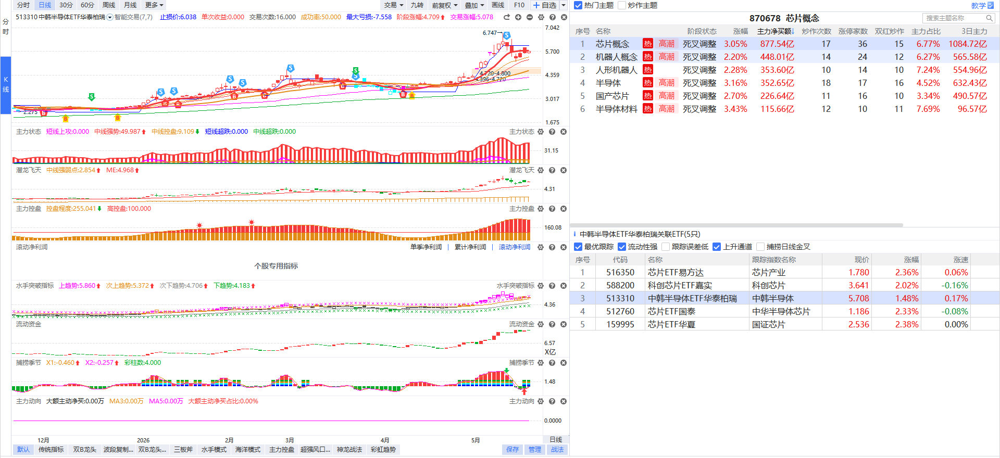 分时 日线 30分 60分 周线 月线 更多 交易 九转 前复权 叠加 画线 F10 自选
分时
K线
513310 中韩半导体ETF华泰柏瑞 智能交易(7,7) 止损价:6.038 单次收益:0.000 交易次数:16.000 成功率:50.000 最大亏损:-7.558 阶段涨幅:4.709 交易涨幅:5.078
7.042
6.747
5.700
4.359
3.017
1.675
4.720-4.800
4.396-4.720
2.275
主力状态 短线上攻:0.000 中线强势:49.987 中线控盘:9.109 短线超跌:0.000 中线超跌:0.000 主力状态
31.15
潜龙飞天 中线强弱点:2.854 ME:4.968 潜龙飞天
4.31
主力控盘 控盘程度:255.041 高控盘:100.000 主力控盘
160.08
滚动净利润 单季净利润 累计净利润 滚动净利润
个股专用指标
水手突破指标 上趋势:5.860 次上趋势:5.372 次下趋势:4.706 下趋势:4.183 水手突破指标
4.36
流动资金 流动资金
6.57
X亿
捕捞季节 X1:-0.460 X2:-0.257 彩柱数:4.000 捕捞季节
1.48
主力动向 大额主动净买:0.00万 MA3:0.00万 MA5:0.00万 大额主动净买占比:0.00% 主力动向
0.0000
12月 2026 2月 3月 4月 5月 日线
默认 传统指标 双B龙头 波段复制... 双B龙头... 三板斧 水手模式 海洋模式 主力控盘 超强风口... 神龙战法 彩虹趋势 保存 管理 战法
热门主题 炒作主题 教学
870678 芯片概念 搜索主题名称
序号 名称 阶段状态 涨幅 主力净买额↓ 炒作次数 涨停家数 双红炒作 主力占比 3日主力
1 芯片概念 热 高潮 死叉调整 3.05% 877.54亿 17 36 15 6.77% 1084.72亿
2 机器人概念 热 高潮 死叉调整 2.20% 448.01亿 14 24 12 6.27% 565.58亿
3 人形机器人 热 死叉调整 2.28% 353.60亿 10 14 10 7.24% 554.96亿
4 半导体 热 高潮 死叉调整 3.16% 352.65亿 18 17 16 4.52% 632.43亿
5 国产芯片 热 高潮 死叉调整 2.70% 226.64亿 11 16 10 3.34% 490.57亿
6 半导体材料 热 高潮 死叉调整 3.43% 115.66亿 12 10 11 7.69% 96.57亿
中韩半导体ETF华泰柏瑞关联ETF(5只)
最优跟踪 流动性强 跟踪误差低 上升通道 捕捞日线金叉
序号 代码 名称 跟踪指数名称 现价 涨幅 涨速
1 516350 芯片ETF易方达 芯片产业 1.780 2.36% 0.06%
2 588200 科创芯片ETF嘉实 科创芯片 3.641 2.02% -0.16%
3 513310 中韩半导体ETF华泰柏瑞 中韩半导体 5.708 1.48% 0.17%
4 512760 芯片ETF国泰 中华半导体芯片 1.186 2.33% -0.08%
5 159995 芯片ETF华夏 国证芯片 2.536 2.38% 0.00%